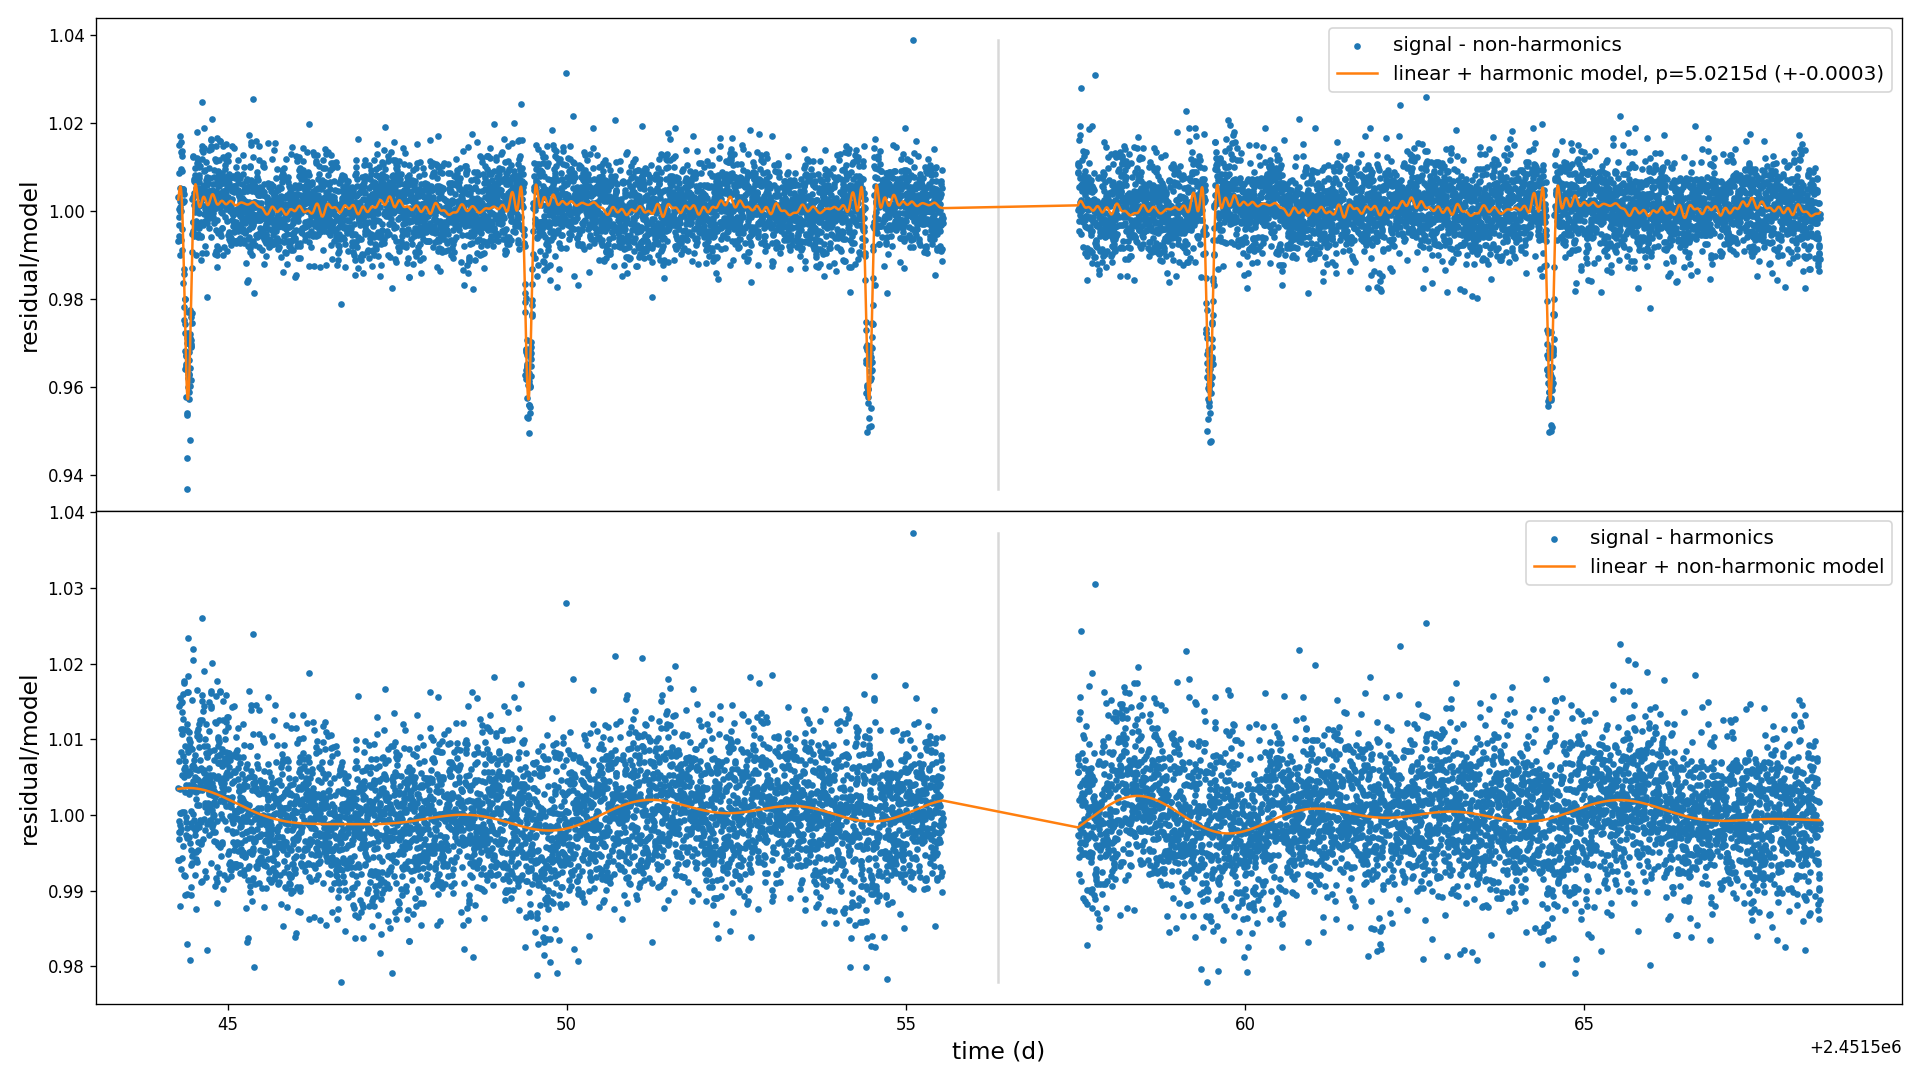 1.04
1.02
1.00
0.98
0.96
0.94
residual/model
signal - non-harmonics
linear + harmonic model, p=5.0215d (+-0.0003)
1.04
1.03
1.02
1.01
1.00
0.99
0.98
residual/model
signal - harmonics
linear + non-harmonic model
45
50
55
60
65
time (d)
+2.4515e6